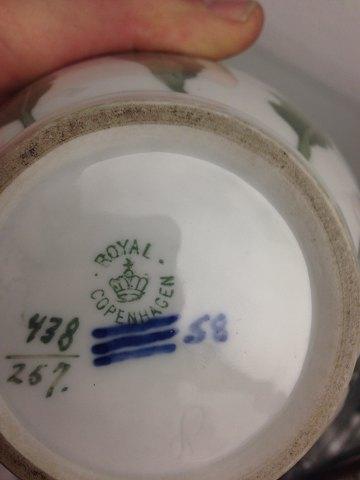 ROYAL
COPENHAGEN
438
267.
58